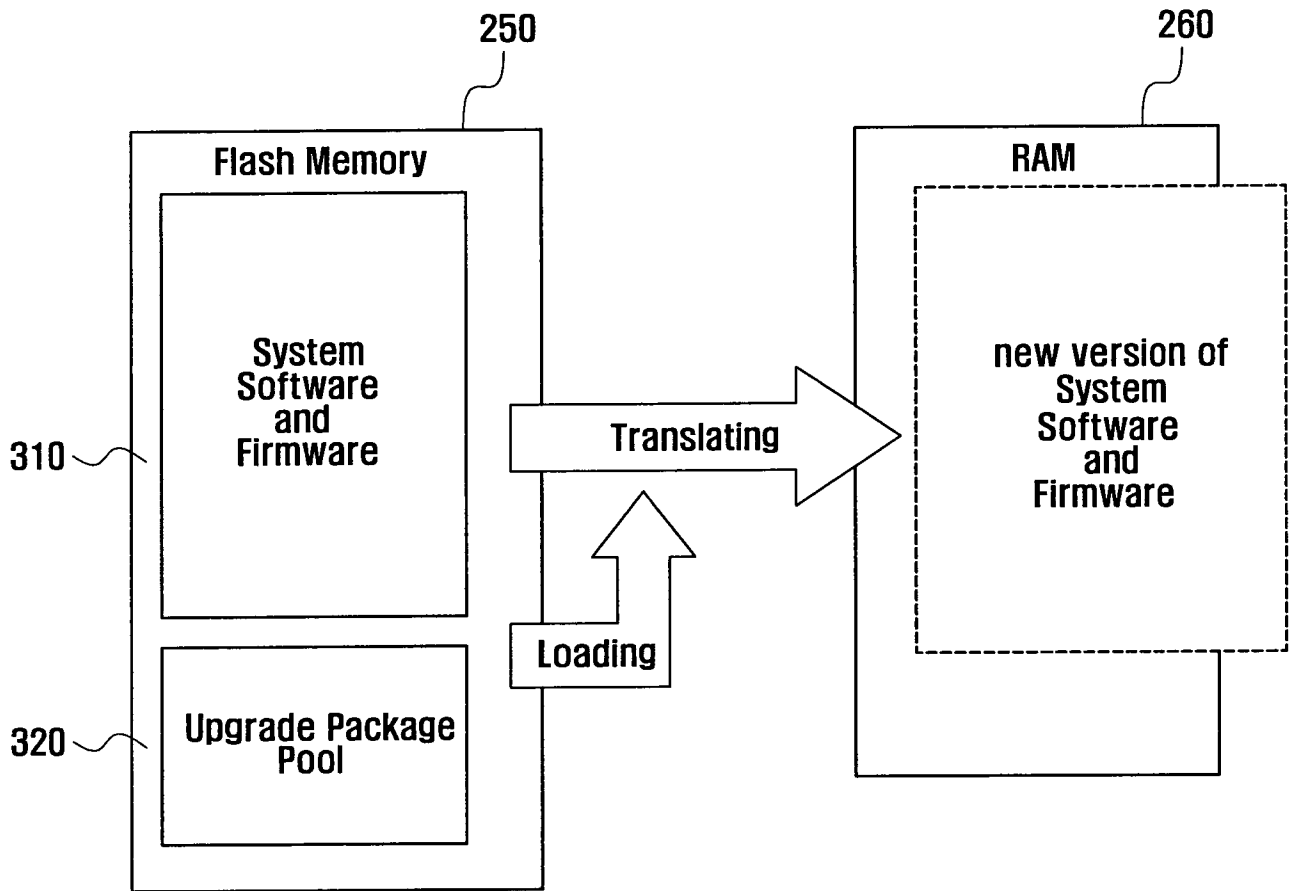 250
260
Flash Memory
RAM
System
Software
and
Firmware
310
Translating
new version of
System
Software
and
Firmware
Loading
320
Upgrade Package
Pool